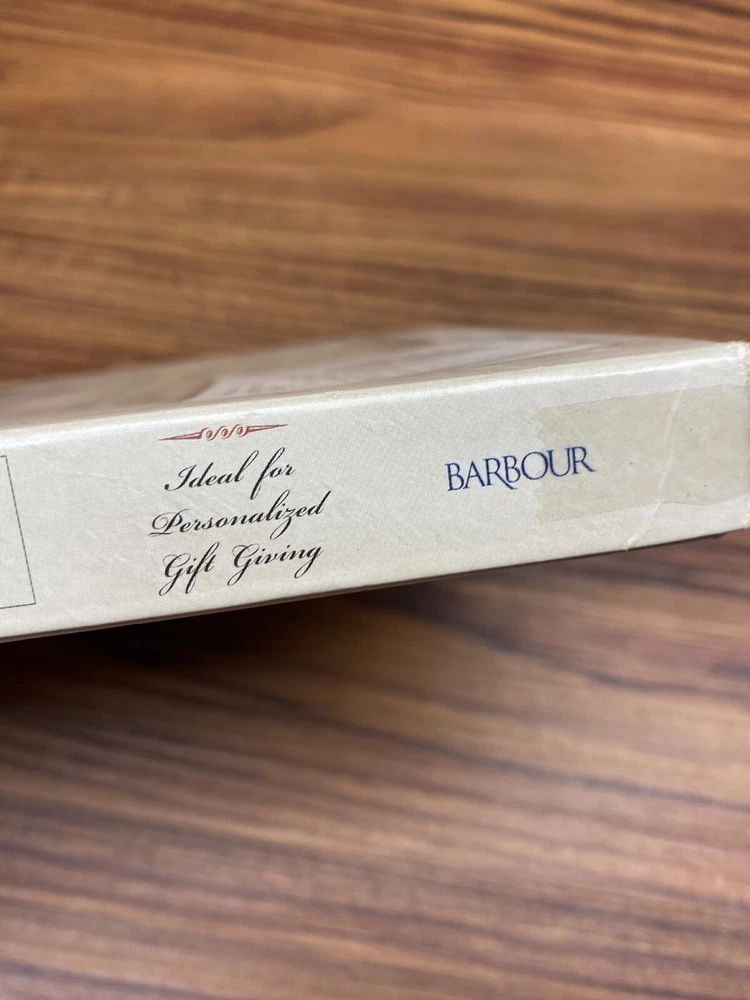 Ideal for
Personalized
Gift Giving
BARBOUR